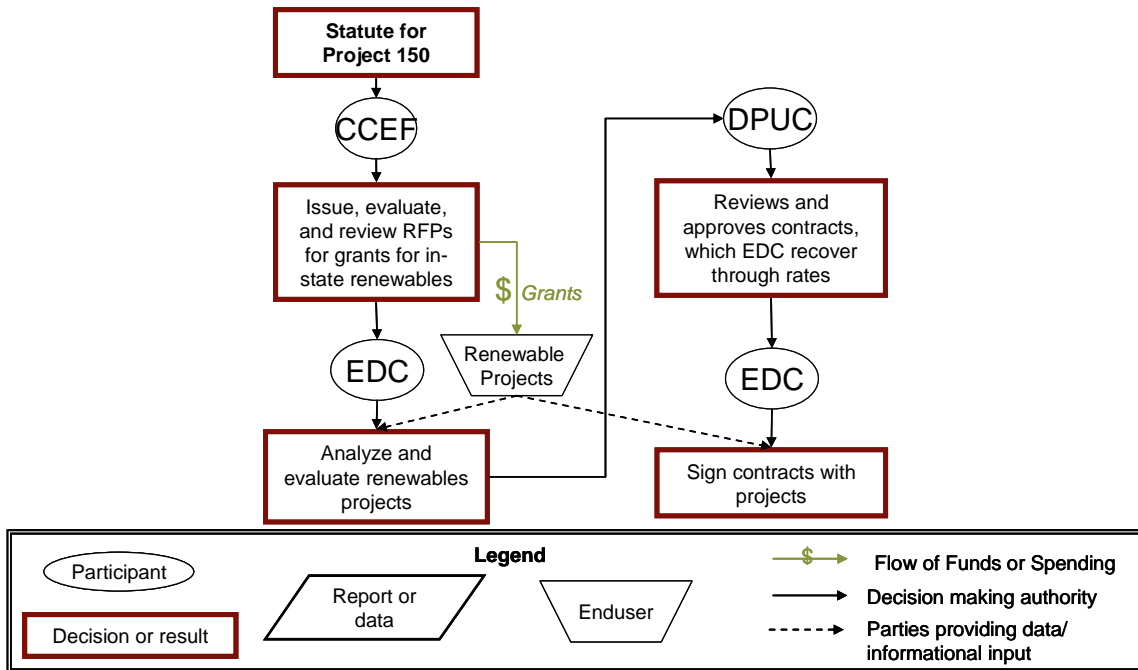 Statute for
Project 150
CCEF
Issue, evaluate,
and review RFPs
for grants for in-
state renewables
$ Grants
EDC
Renewable
Projects
Analyze and
evaluate renewables
projects
DPUC
Reviews and
approves contracts,
which EDC recover
through rates
EDC
Sign contracts with
projects
Legend
Participant
Decision or result
Report or
data
Enduser
$
Flow of Funds or Spending
Decision making authority
Parties providing data/
informational input